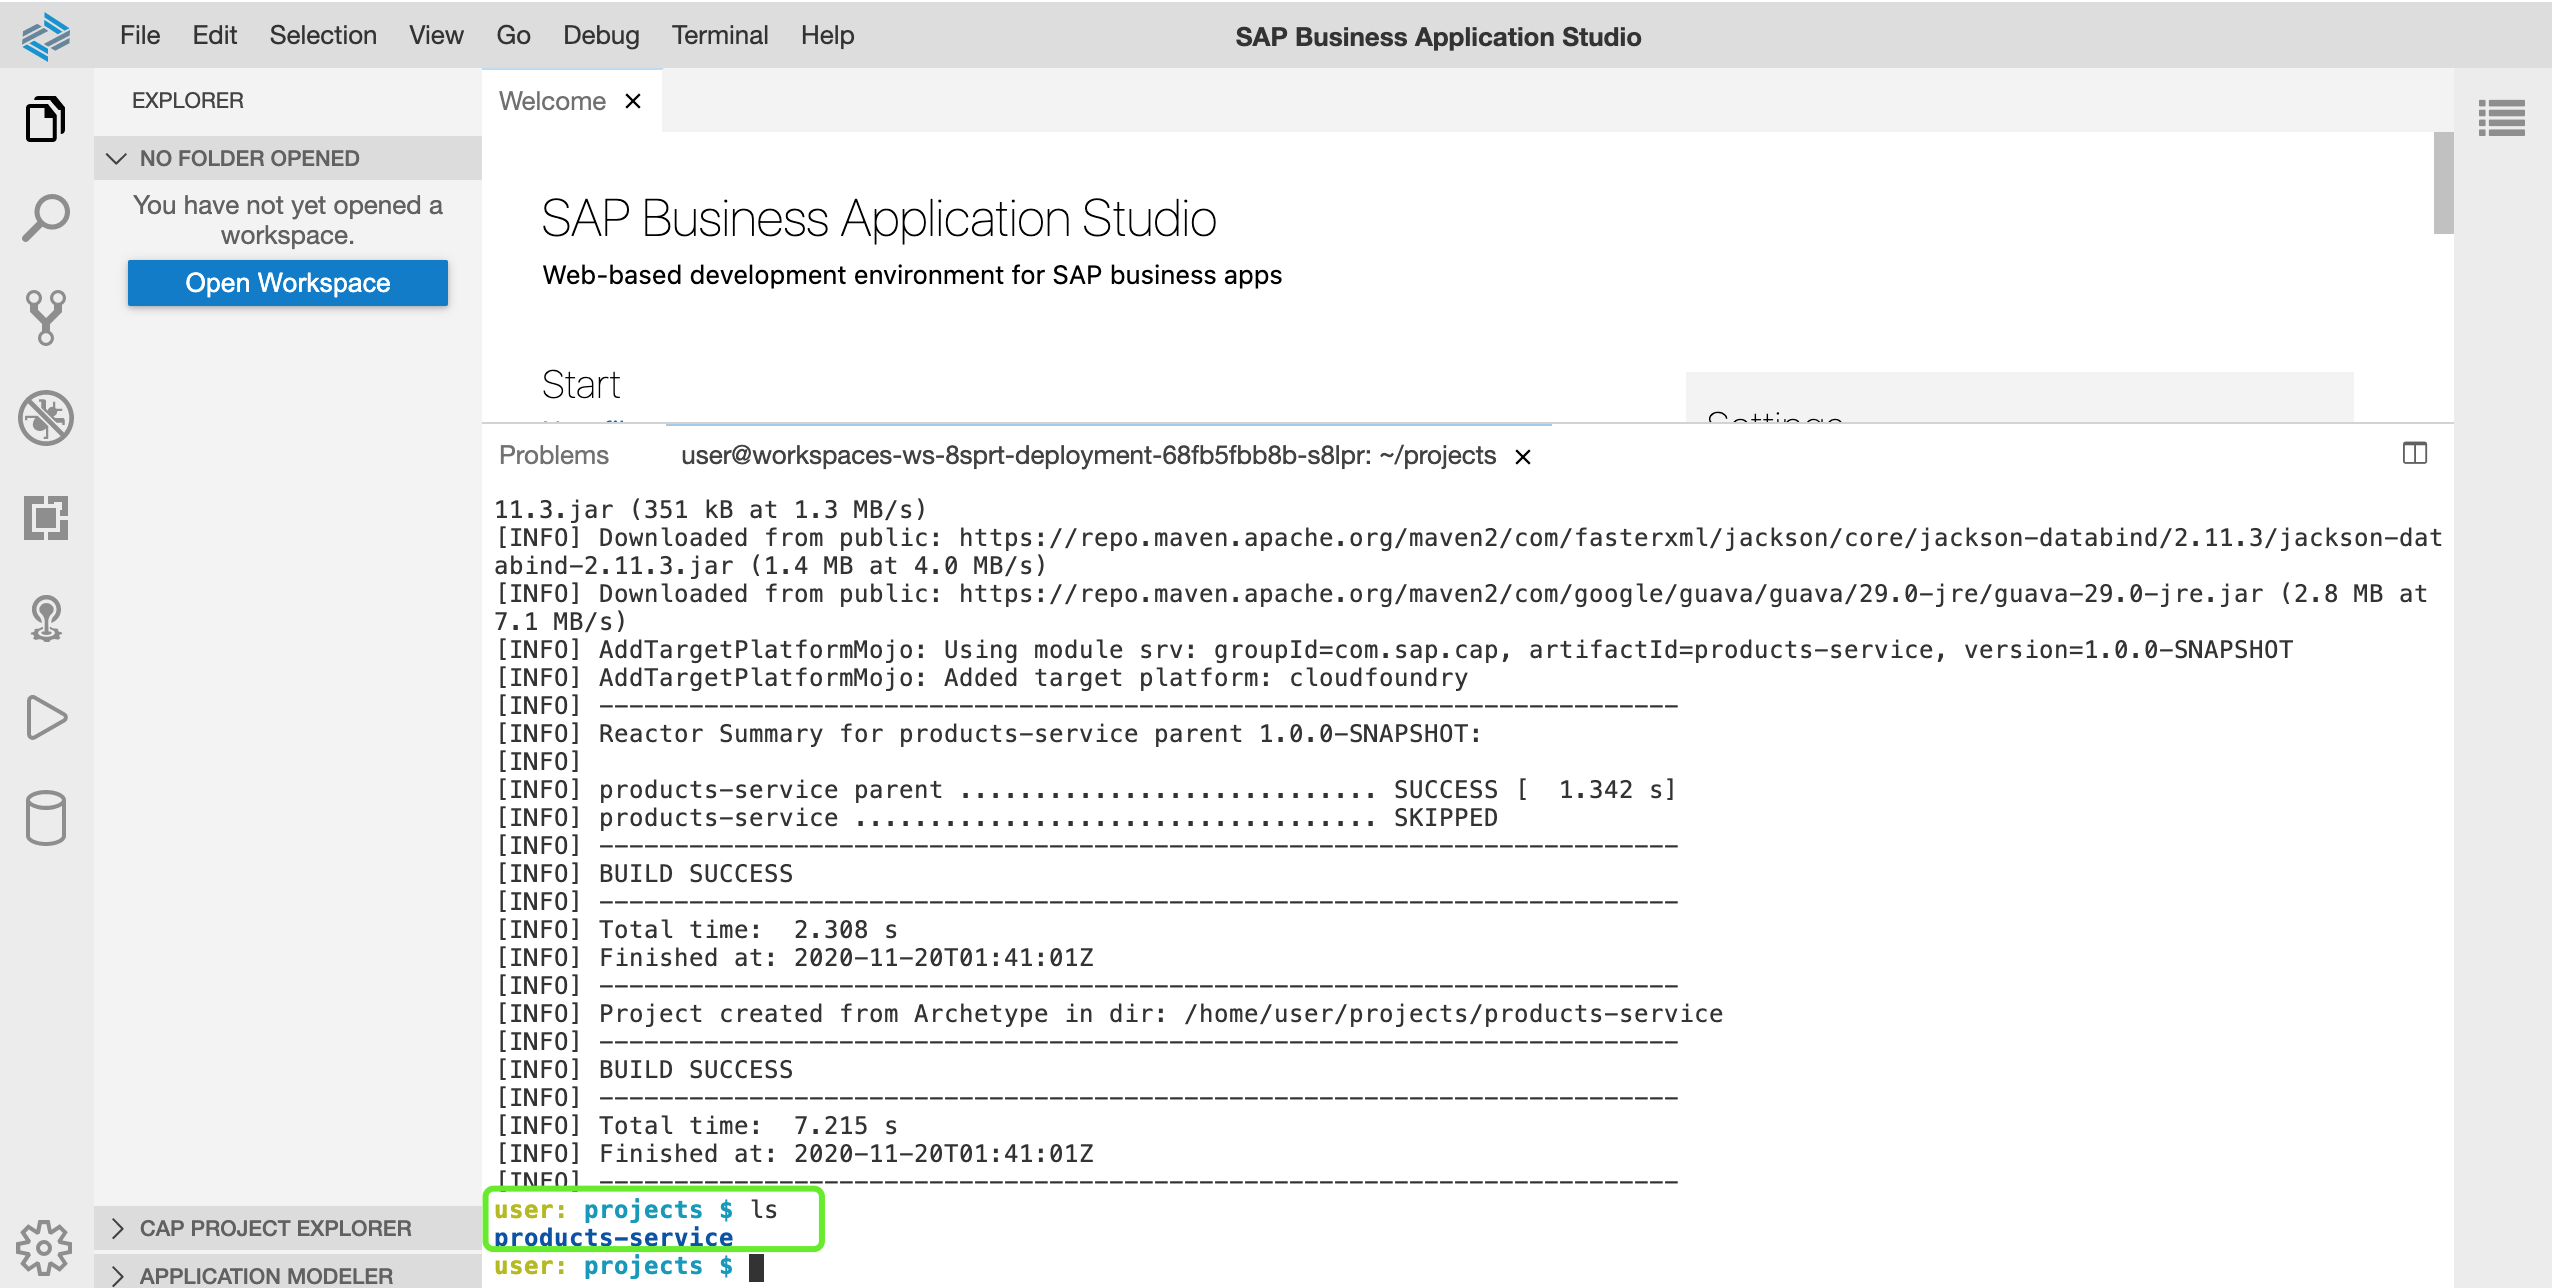 File Edit Selection View Go Debug Terminal Help
SAP Business Application Studio
EXPLORER
NO FOLDER OPENED
You have not yet opened a
workspace.
Open Workspace
CAP PROJECT EXPLORER
APPLICATION MODELER
Welcome
SAP Business Application Studio
Web-based development environment for SAP business apps
Start
Settings
Problems
user@workspaces-ws-8sprt-deployment-68fb5fbb8b-s8lpr: ~/projects
11.3.jar (351 kB at 1.3 MB/s)
[INFO] Downloaded from public: https://repo.maven.apache.org/maven2/com/fasterxml/jackson/core/jackson-databind/2.11.3/jackson-dat
abind-2.11.3.jar (1.4 MB at 4.0 MB/s)
[INFO] Downloaded from public: https://repo.maven.apache.org/maven2/com/google/guava/guava/29.0-jre/guava-29.0-jre.jar (2.8 MB at
7.1 MB/s)
[INFO] AddTargetPlatformMojo: Using module srv: groupId=com.sap.cap, artifactId=products-service, version=1.0.0-SNAPSHOT
[INFO] AddTargetPlatformMojo: Added target platform: cloudfoundry
[INFO] ------------------------------------------------------------------------
[INFO] Reactor Summary for products-service parent 1.0.0-SNAPSHOT:
[INFO]
[INFO] products-service parent ............................ SUCCESS [  1.342 s]
[INFO] products-service ................................... SKIPPED
[INFO] ------------------------------------------------------------------------
[INFO] BUILD SUCCESS
[INFO] ------------------------------------------------------------------------
[INFO] Total time:  2.308 s
[INFO] Finished at: 2020-11-20T01:41:01Z
[INFO] ------------------------------------------------------------------------
[INFO] Project created from Archetype in dir: /home/user/projects/products-service
[INFO] ------------------------------------------------------------------------
[INFO] BUILD SUCCESS
[INFO] ------------------------------------------------------------------------
[INFO] Total time:  7.215 s
[INFO] Finished at: 2020-11-20T01:41:01Z
[INFO] ------------------------------------------------------------------------
user: projects $ ls
products-service
user: projects $